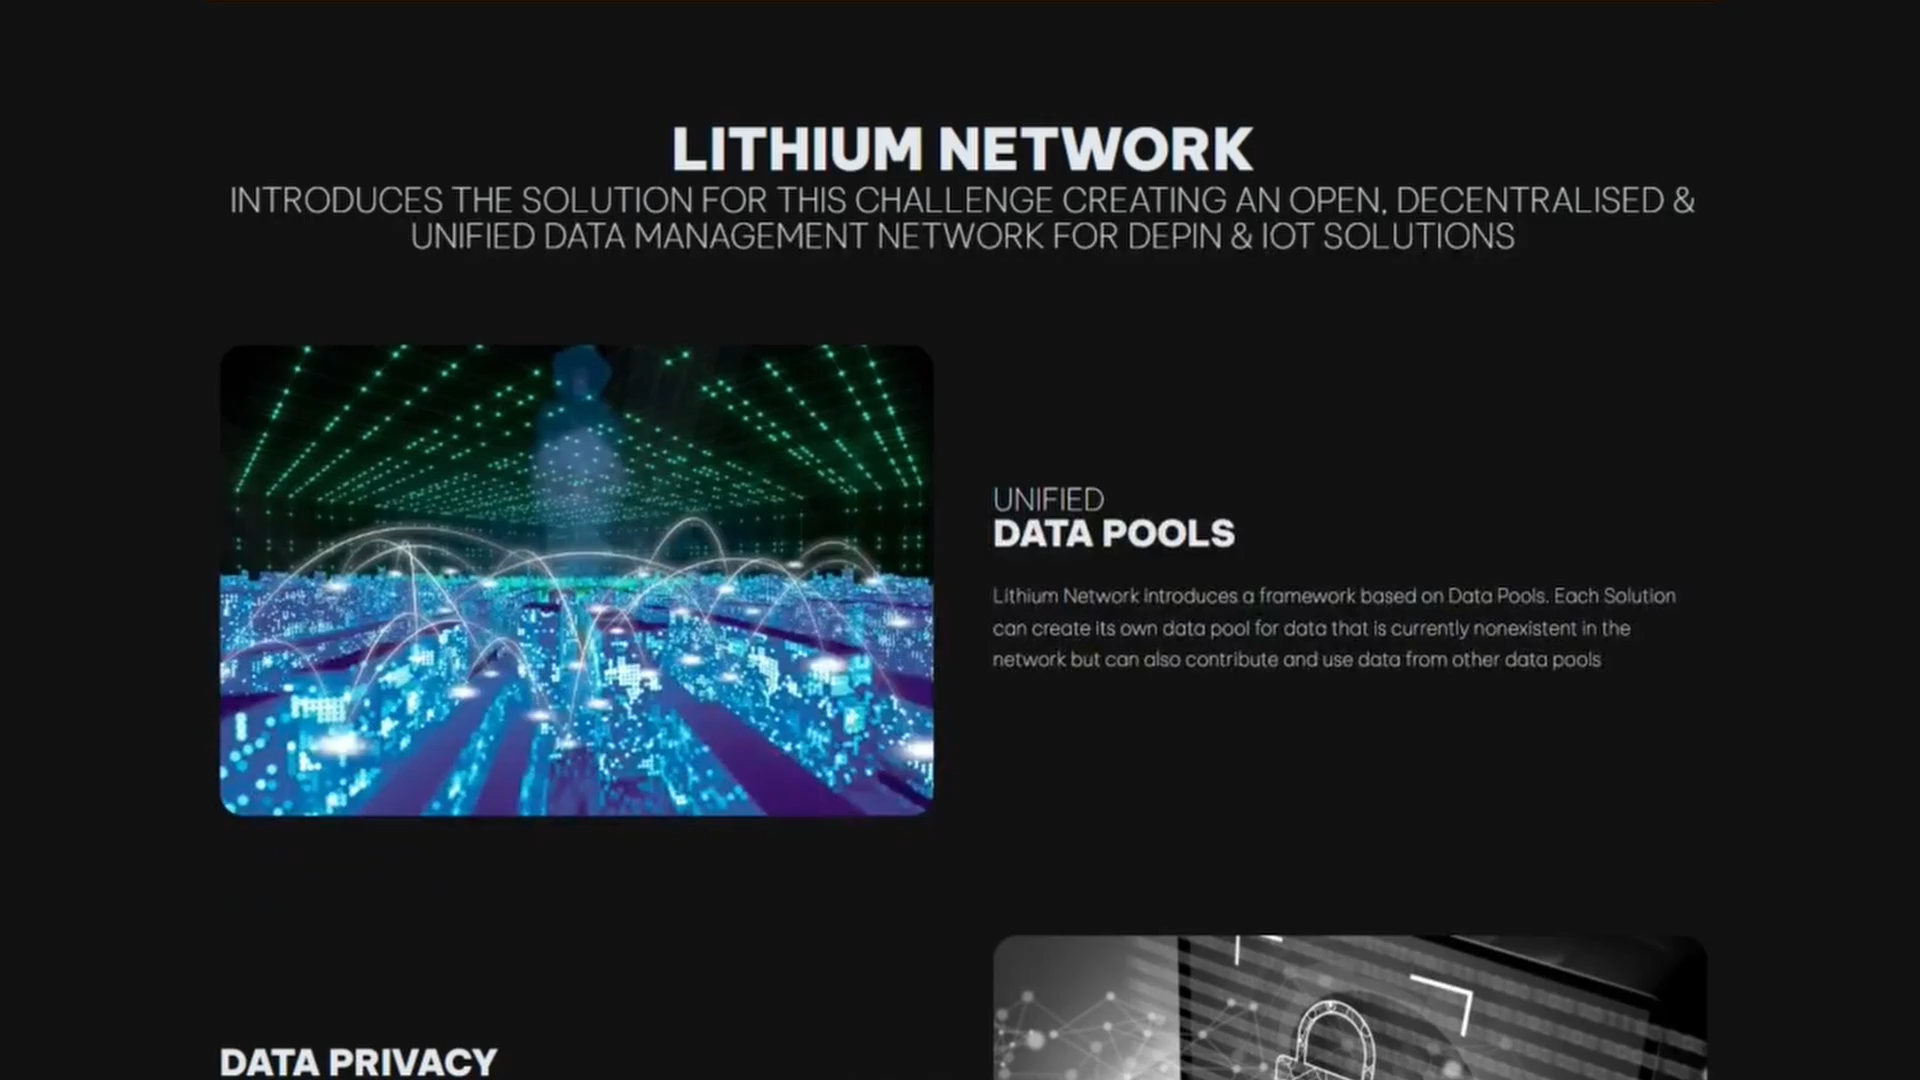 LITHIUM NETWORK
INTRODUCES THE SOLUTION FOR THIS CHALLENGE CREATING AN OPEN, DECENTRALISED &
UNIFIED DATA MANAGEMENT NETWORK FOR DEPIN & IOT SOLUTIONS
UNIFIED
DATA POOLS
Lithium Network introduces a framework based on Data Pools. Each Solution
can create its own data pool for data that is currently nonexistent in the
network but can also contribute and use data from other data pools
DATA PRIVACY